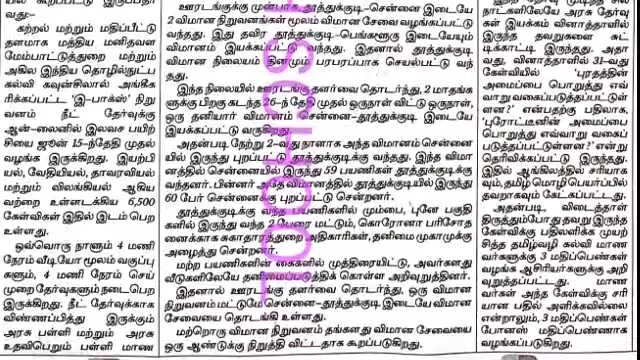 வது:-
கற்றல் மற்றும் மதிப்பீட்டு
தளமாக மத்திய மனிதவள
மேம்பாட்டுத்துறை மற்றும்
அகில இந்திய தொழில்நுட்ப
கல்வி கவுன்சிலால் அங்கீக
ரிக்கப்பட்ட 'இ-பாக்ஸ்' நிறு
வனம் நீட் தேர்வுக்கு
ஆன்-லைனில் இலவச பயிற்
சியை ஜூன் 15-ந்தேதி முதல்
வழங்க இருக்கிறது. இயற்பி
யல், வேதியியல், தாவரவியல்
மற்றும் விலங்கியல் ஆகிய
வற்றை உள்ளடக்கிய 6,500
கேள்விகள் இதில் இடம் பெற
உள்ளது.
ஒவ்வொரு நாளும் 4 மணி
நேரம் வீடியோ மூலம் வகுப்பு
களும், 4 மணி நேரம் செய்
முறை தேர்வுகளும் நடைபெற
இருக்கிறது. நீட் தேர்வுக்காக
விண்ணப்பித்து இருக்கும்
அரசு பள்ளி மற்றும் அரசு
உதவிபெறும் பள்ளி மாண
ஊரடங்குக்கு முன்பாக தூத்துக்குடி-சென்னை இடையே
2 விமான நிறுவனங்கள் மூலம் விமான சேவை வழங்கப்பட்டு
வந்தது. இது தவிர தூத்துக்குடி-பெங்களூரு இடையேயும்
விமானம் இயக்கப்பட்டு வந்தது. இதனால் தூத்துக்குடி
விமான நிலையம் தினமும் பரபரப்பாக செயல்பட்டு வந்
தது.
இந்த நிலையில் ஊரடங்கு தளர்வை தொடர்ந்து, 2 மாதங்க
ளுக்கு பிறகு கடந்த 26-ந்தேதி முதல் ஒருநாள் விட்டு ஒருநாள்,
ஒரு தனியார் விமானம் சென்னை-தூத்துக்குடி இடையே
இயக்கப்பட்டு வருகிறது
அதன்படி நேற்று 2-வது நாளாக அந்த விமானம் சென்னை
யில் இருந்து புறப்பட்டு தூத்துக்குடிக்கு வந்தது. இந்த விமா
னத்தில் சென்னையில் இருந்து 59 பயணிகள் தூத்துக்குடிக்கு
வந்தனர். பின்னர் அதே விமானத்தில் தூத்துக்குடியில் இருந்து
60 பேர் சென்னைக்கு புறப்பட்டு சென்றனர்.
தூத்துக்குடிக்கு வந்த பயணிகளில் மும்பை, புனே பகுதி
களில் இருந்து வந்த 2 பேரை மட்டும், கொரோனா பரிசோத
னைக்காக சுகாதாரத்துறை அதிகாரிகள், தனிமை முகாமுக்கு
அழைத்து சென்றனர்.
மற்ற பயணிகளின் கைகளில் முத்திரையிட்டு, அவர்களது
வீடுகளிலேயே தனிமைப்படுத்திக் கொள்ள அறிவுறுத்தினர்.
இதனால் ஊரடங்கு தளர்வை தொடர்ந்து, ஒரு விமான
நிறுவனம் மட்டுமே சென்னை-தூத்துக்குடி இடையே விமான
சேவையை தொடங்கி உள்ளது.
மற்றொரு விமான நிறுவனம் தங்களது விமான சேவையை
ஒரு ஆண்டுக்கு நிறுத்தி விட்டதாக கூறப்படுகிறது.
நாட்களிலேயே அரசு தேர்வு
கள் இயக்கம் வினாத்தாளில்
இருந்த தவறுகளை சுட்
டிக்காட்டி இருந்தது. அதா
வது, வினாத்தாளில் 31-வது
கேள்வியில் 'புரதத்தின்
அமைப்பை பொறுத்து எவ்
வாறு வகைப்படுத்தப்பட்டுள்
ளன?' என்பதற்கு பதிலாக,
'புரோட்டீனின் அமைப்பை
பொறுத்து எவ்வாறு வகைப்
படுத்தப்பட்டுள்ளன?' என்று
தெரிவிக்கப்பட்டு இருந்தது.
இதில் ஆங்கிலத்தில் சரியாக
வும், தமிழ் மொழிபெயர்ப்பில்
தவறாகவும் கேட்கப்பட்டது.
அதன்படி, விடைத்தாள்
திருத்தும்போது தவறு இருந்த
கேள்விக்கு பதிலளிக்க முயற்
சித்த தமிழ்வழி கல்வி மாண
வர்களுக்கு 3 மதிப்பெண்கள்
வழங்க ஆசிரியர்களுக்கு அறி
வுறுத்தப்பட்டுள்ளது. மாண
வர்கள் அந்த கேள்விக்கு சரி
யான பதில் அளிக்கவில்லை
என்றாலும், 3 மதிப்பெண்கள்
போனஸ் மதிப்பெண்ணாக
வழங்கப்படுகிறது.